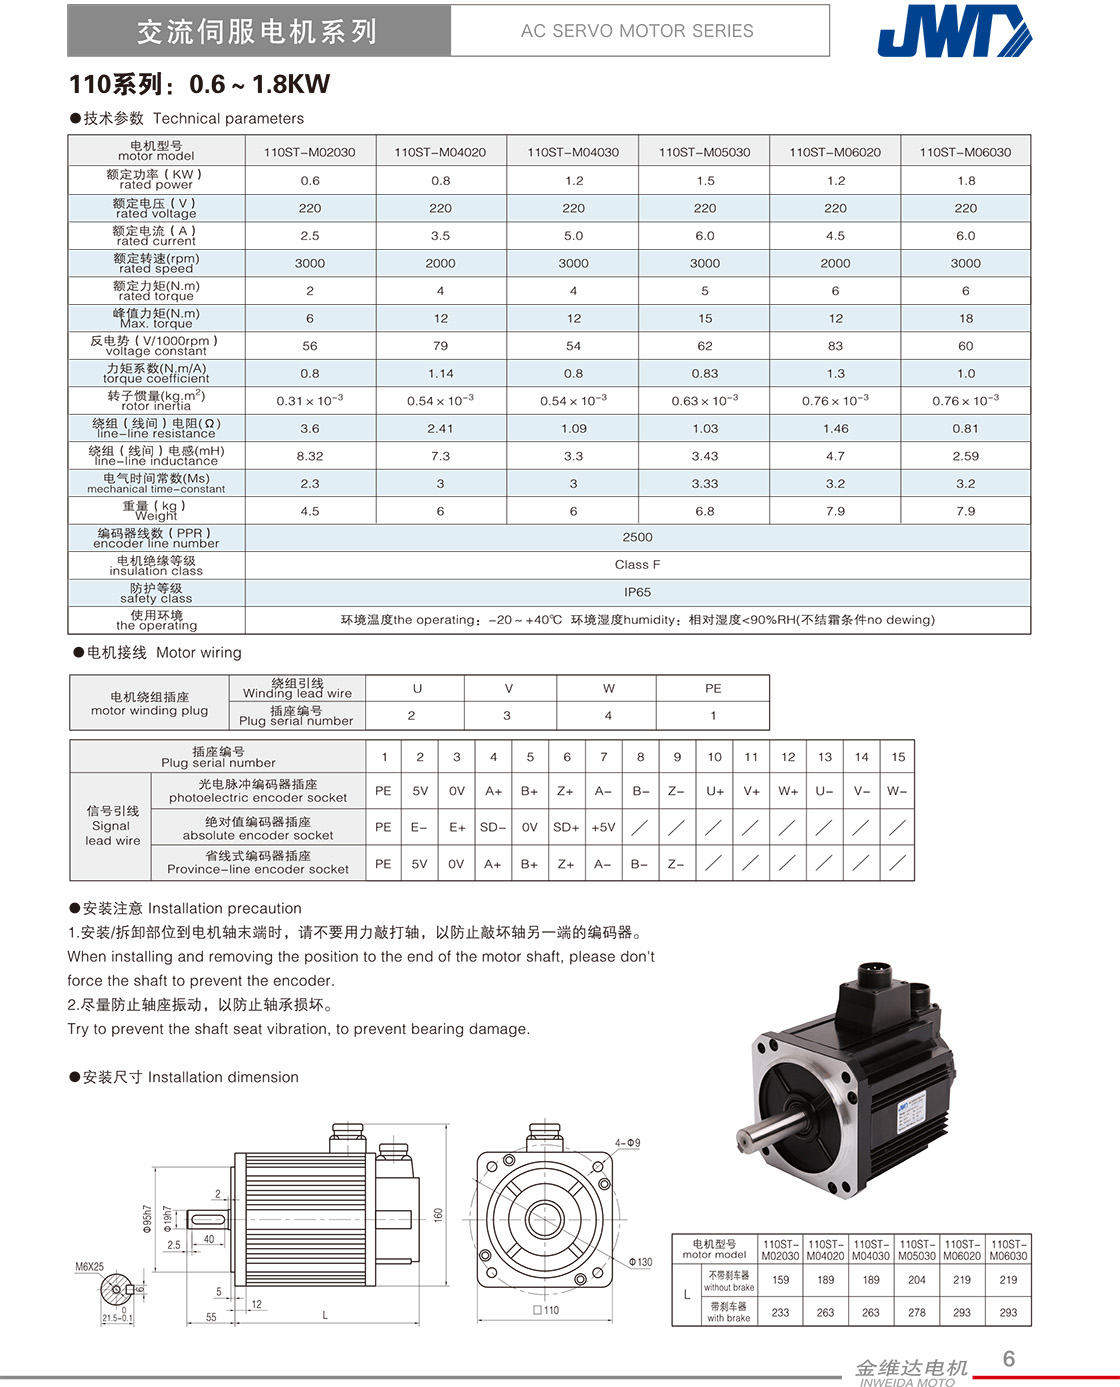 交流伺服电机系列
AC SERVO MOTOR SERIES
JWD
110系列：0.6 ~ 1.8KW
●技术参数 Technical parameters
电机型号 motor model 110ST-M02030 110ST-M04020 110ST-M04030 110ST-M05030 110ST-M06020 110ST-M06030
额定功率（KW） rated power 0.6 0.8 1.2 1.5 1.2 1.8
额定电压（V） rated voltage 220 220 220 220 220 220
额定电流（A） rated current 2.5 3.5 5.0 6.0 4.5 6.0
额定转速(rpm) rated speed 3000 2000 3000 3000 2000 3000
额定力矩(N.m) rated torque 2 4 4 5 6 6
峰值力矩(N.m) Max. torque 6 12 12 15 12 18
反电势（V/1000rpm） voltage constant 56 79 54 62 83 60
力矩系数(N.m/A) torque coefficient 0.8 1.14 0.8 0.83 1.3 1.0
转子惯量(kg.m²) rotor inertia 0.31×10⁻³ 0.54×10⁻³ 0.54×10⁻³ 0.63×10⁻³ 0.76×10⁻³ 0.76×10⁻³
绕组（线间）电阻(Ω) line-line resistance 3.6 2.41 1.09 1.03 1.46 0.81
绕组（线间）电感(mH) line-line inductance 8.32 7.3 3.3 3.43 4.7 2.59
电气时间常数(Ms) mechanical time-constant 2.3 3 3 3.33 3.2 3.2
重量（kg） Weight 4.5 6 6 6.8 7.9 7.9
编码器线数（PPR） encoder line number 2500
电机绝缘等级 insulation class Class F
防护等级 safety class IP65
使用环境 the operating 环境温度the operating：-20~+40℃ 环境湿度humidity：相对湿度<90%RH(不结霜条件no dewing)
●电机接线 Motor wiring
电机绕组插座 motor winding plug
绕组引线 Winding lead wire U V W PE
插座编号 Plug serial number 2 3 4 1
插座编号 Plug serial number 1 2 3 4 5 6 7 8 9 10 11 12 13 14 15
信号引线 Signal lead wire
光电脉冲编码器插座 photoelectric encoder socket PE 5V 0V A+ B+ Z+ A- B- Z- U+ V+ W+ U- V- W-
绝对值编码器插座 absolute encoder socket PE E- E+ SD- 0V SD+ +5V ／ ／ ／ ／ ／ ／ ／ ／
省线式编码器插座 Province-line encoder socket PE 5V 0V A+ B+ Z+ A- B- Z- ／ ／ ／ ／ ／ ／
●安装注意 Installation precaution
1.安装/拆卸部位到电机轴末端时，请不要用力敲打轴，以防止敲坏轴另一端的编码器。
When installing and removing the position to the end of the motor shaft, please don't
force the shaft to prevent the encoder.
2.尽量防止轴座振动，以防止轴承损坏。
Try to prevent the shaft seat vibration, to prevent bearing damage.
●安装尺寸 Installation dimension
Φ95h7
Φ19h7
2
2.5
40
M6X25
6
0
21.5-0.1
5
12
55
L
160
4-Φ9
Φ130
□110
电机型号 motor model 110ST-M02030 110ST-M04020 110ST-M04030 110ST-M05030 110ST-M06020 110ST-M06030
L
不带刹车器 without brake 159 189 189 204 219 219
带刹车器 with brake 233 263 263 278 293 293
金维达电机
INWEIDA MOTO
6